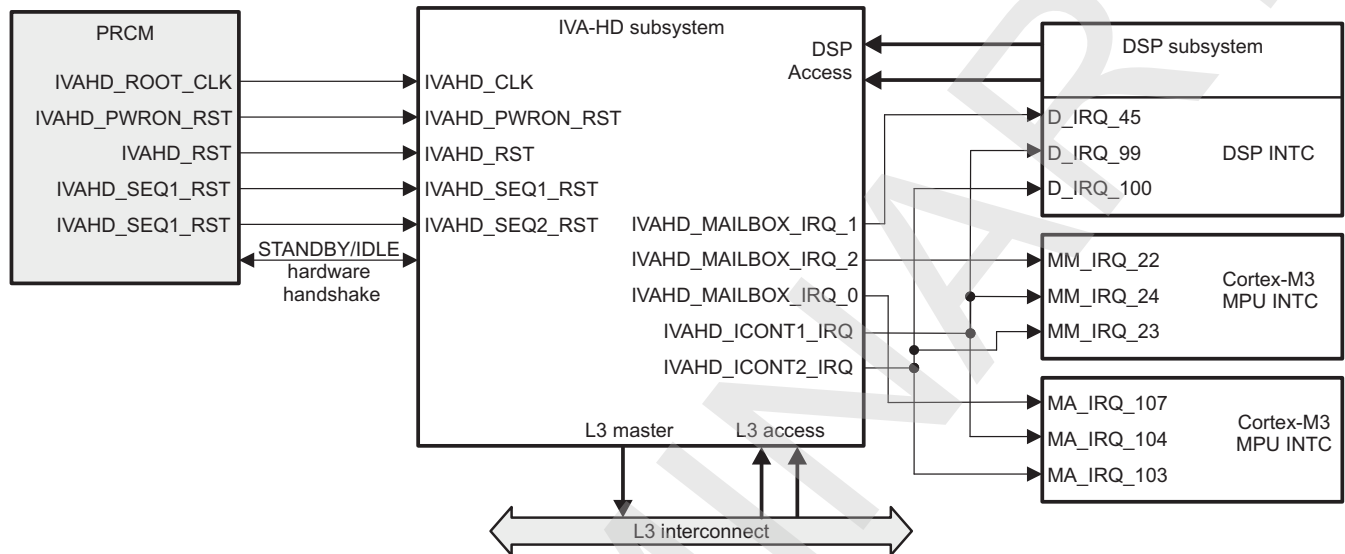 PRCM
IVAHD_ROOT_CLK
IVAHD_PWRON_RST
IVAHD_RST
IVAHD_SEQ1_RST
IVAHD_SEQ1_RST
STANDBY/IDLE
hardware
handshake
IVA-HD subsystem
IVAHD_CLK
IVAHD_PWRON_RST
IVAHD_RST
IVAHD_SEQ1_RST
IVAHD_SEQ2_RST
DSP
Access
IVAHD_MAILBOX_IRQ_1
IVAHD_MAILBOX_IRQ_2
IVAHD_MAILBOX_IRQ_0
IVAHD_ICONT1_IRQ
IVAHD_ICONT2_IRQ
L3 master
L3 access
DSP subsystem
D_IRQ_45
D_IRQ_99
D_IRQ_100
DSP INTC
MM_IRQ_22
MM_IRQ_24
MM_IRQ_23
Cortex-M3
MPU INTC
MA_IRQ_107
MA_IRQ_104
MA_IRQ_103
Cortex-M3
MPU INTC
L3 interconnect